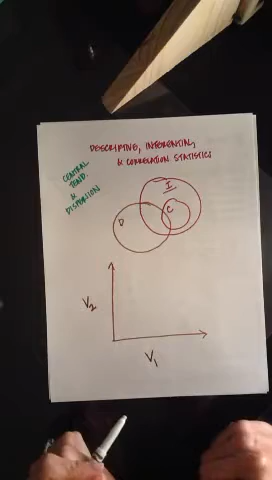 DESCRIPTIVE, INFERENTIAL,
& CORRELATION STATISTICS
CENTRAL
TEND.
&
DISPERSION
I
C
D
V2
V1